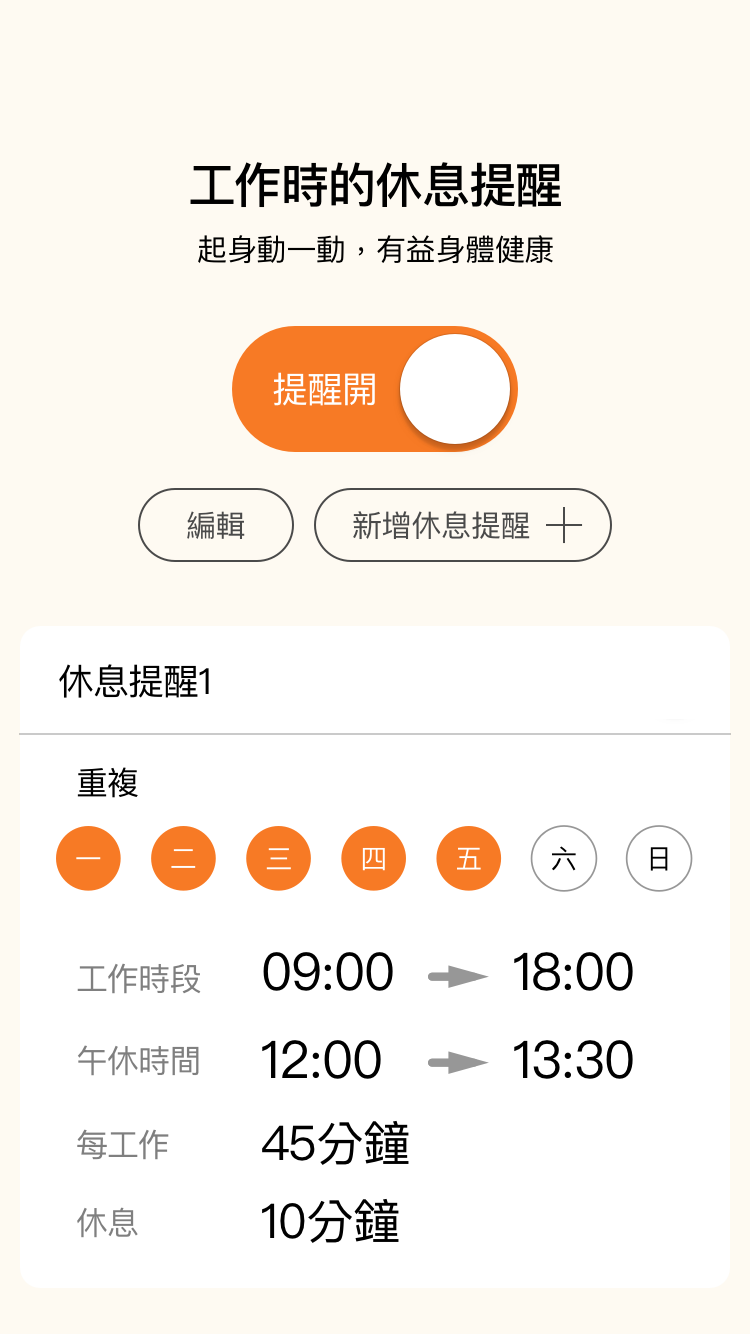 工作時的休息提醒
起身動一動，有益身體健康
提醒開
編輯 新增休息提醒
休息提醒1
重複
一 二 三 四 五 六 日
工作時段 09:00 18:00
午休時間 12:00 13:30
每工作 45分鐘
休息 10分鐘